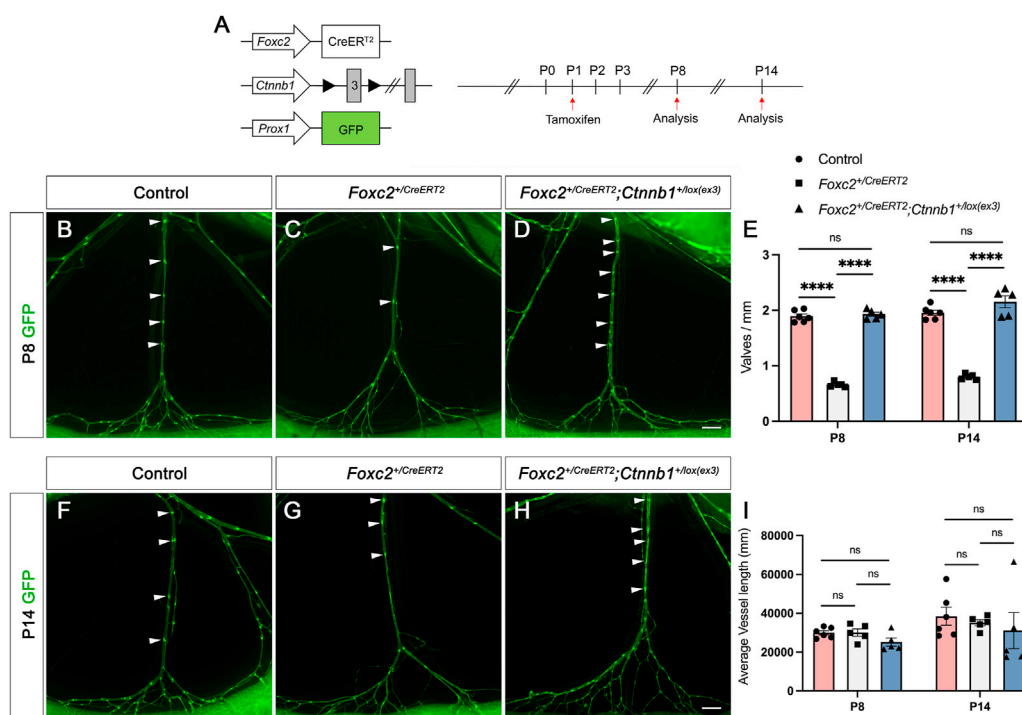 A
Foxc2
CreERT2
Ctnnb1
3
Prox1
GFP
P0 P1 P2 P3 P8 P14
Tamoxifen Analysis Analysis
Control
Foxc2+/CreERT2
Foxc2+/CreERT2;Ctnnb1+/lox(ex3)
Control
Foxc2+/CreERT2
Foxc2+/CreERT2;Ctnnb1+/lox(ex3)
P8 GFP
B
C
D
E
ns
ns
**** ****
**** ****
Valves / mm
3
2
1
0
P8
P14
Control
Foxc2+/CreERT2
Foxc2+/CreERT2;Ctnnb1+/lox(ex3)
P14 GFP
F
G
H
I
ns
ns
ns
ns
ns
ns
Average Vessel length (mm)
80000
60000
40000
20000
0
P8
P14